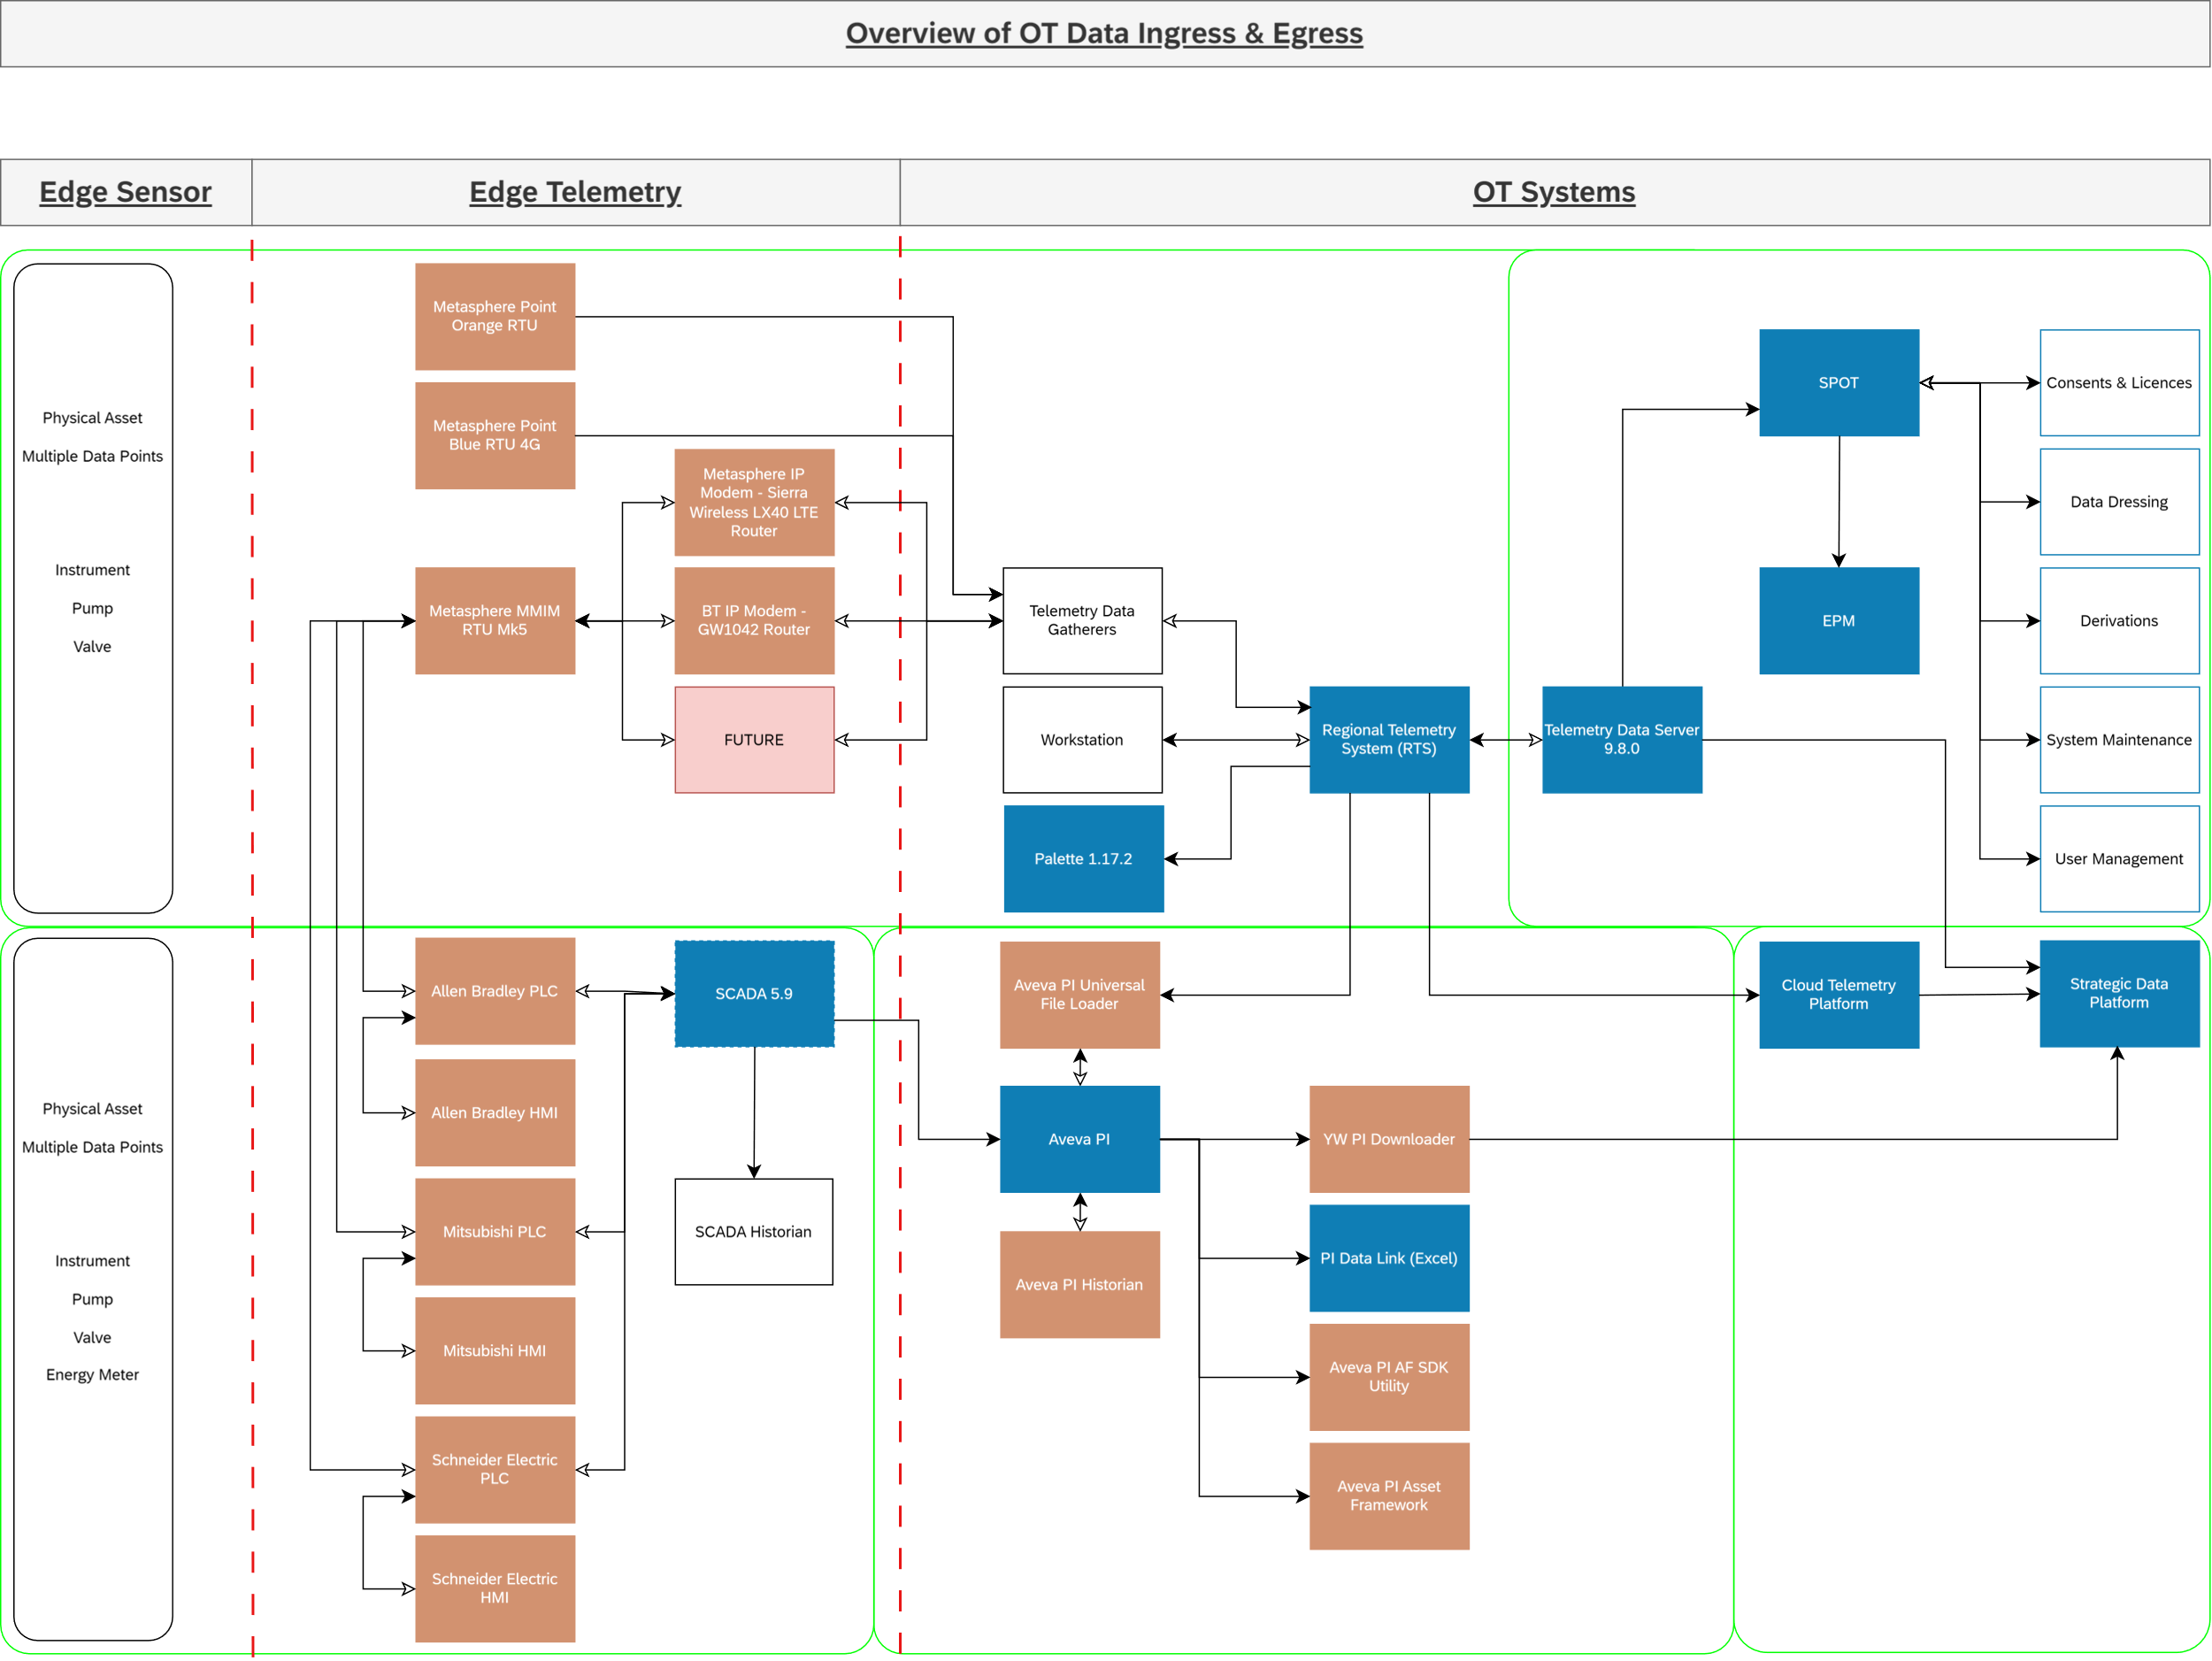 Overview of OT Data Ingress & Egress
Edge Sensor
Edge Telemetry
OT Systems
Physical Asset
Multiple Data Points
Instrument
Pump
Valve
Metasphere Point
Orange RTU
Metasphere Point
Blue RTU 4G
Metasphere IP
Modem - Sierra
Wireless LX40 LTE
Router
Metasphere MMIM
RTU Mk5
BT IP Modem -
GW1042 Router
FUTURE
Telemetry Data
Gatherers
Workstation
Palette 1.17.2
Regional Telemetry
System (RTS)
Telemetry Data Server
9.8.0
SPOT
EPM
Consents & Licences
Data Dressing
Derivations
System Maintenance
User Management
Physical Asset
Multiple Data Points
Instrument
Pump
Valve
Energy Meter
Allen Bradley PLC
Allen Bradley HMI
Mitsubishi PLC
Mitsubishi HMI
Schneider Electric
PLC
Schneider Electric
HMI
SCADA 5.9
SCADA Historian
Aveva PI Universal
File Loader
Aveva PI
Aveva PI Historian
YW PI Downloader
PI Data Link (Excel)
Aveva PI AF SDK
Utility
Aveva PI Asset
Framework
Cloud Telemetry
Platform
Strategic Data
Platform